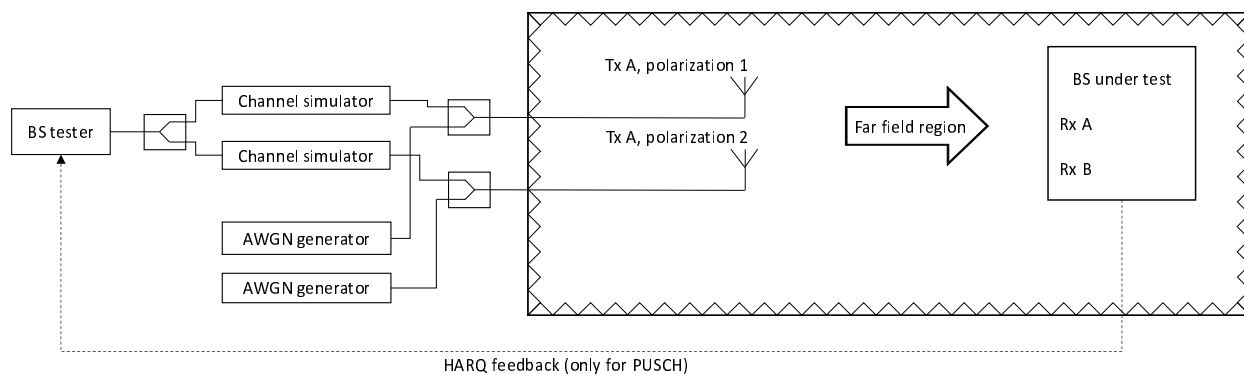 Tx A, polarization 1
BS under test
Channel simulator
BS tester
Far field region
Rx A
Tx A, polarization 2
Channel simulator
Rx B
AWGN generator
AWGN generator
HARQ feedback (only for PUSCH)